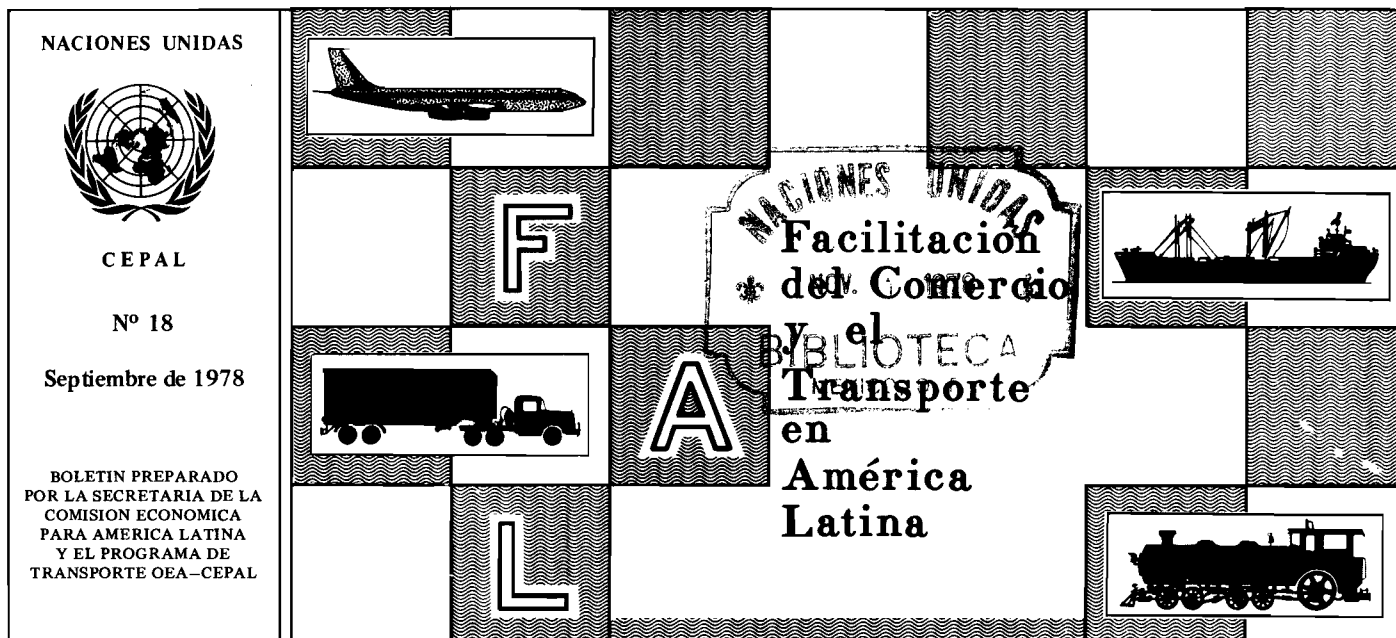 NACIONES UNIDAS
CEPAL
Nº 18
Septiembre de 1978
BOLETIN PREPARADO
POR LA SECRETARIA DE LA
COMISION ECONOMICA
PARA AMERICA LATINA
Y EL PROGRAMA DE
TRANSPORTE OEA–CEPAL
F
A
L
Facilitación
del Comercio
y el
Transporte
en
América
Latina
NACIONES UNIDAS
NOV.
BIBLIOTECA